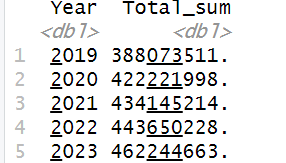 Year Total_sum
<dbl> <dbl>
1 2019 388073511.
2 2020 422221998.
3 2021 434145214.
4 2022 443650228.
5 2023 462244663.